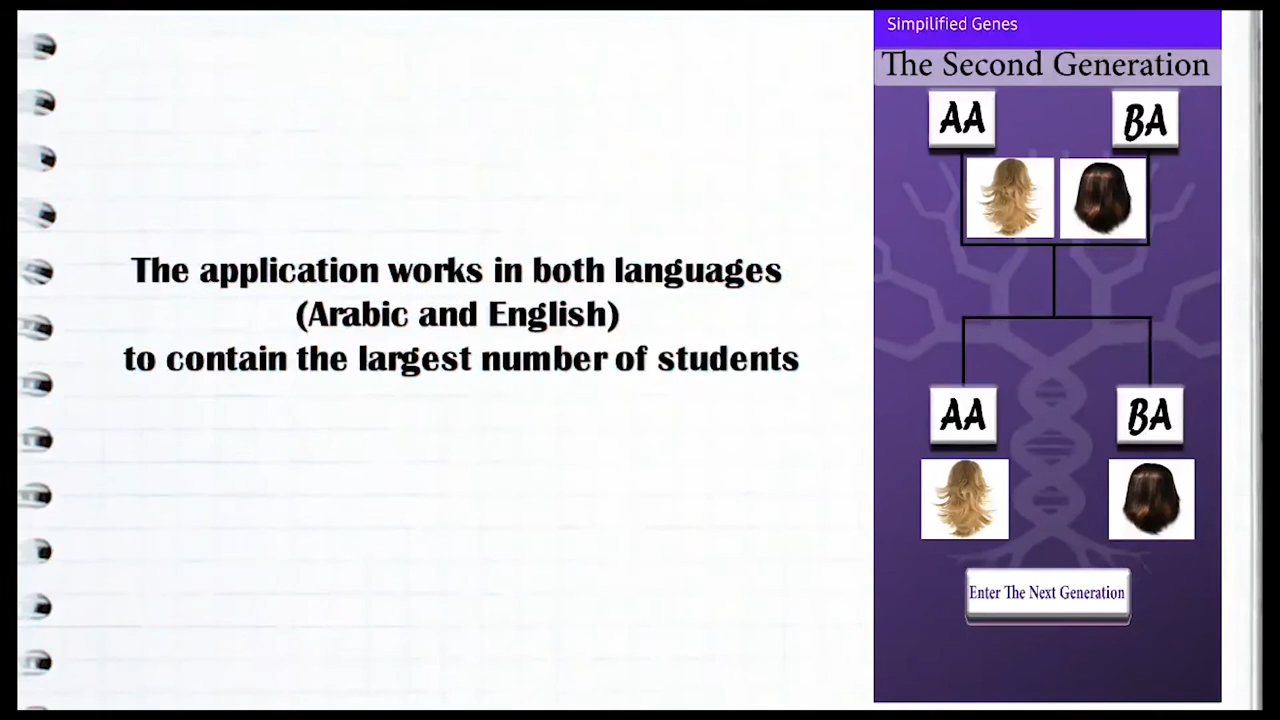 The application works in both languages
(Arabic and English)
to contain the largest number of students
Simpilified Genes
The Second Generation
AA
BA
AA
BA
Enter The Next Generation